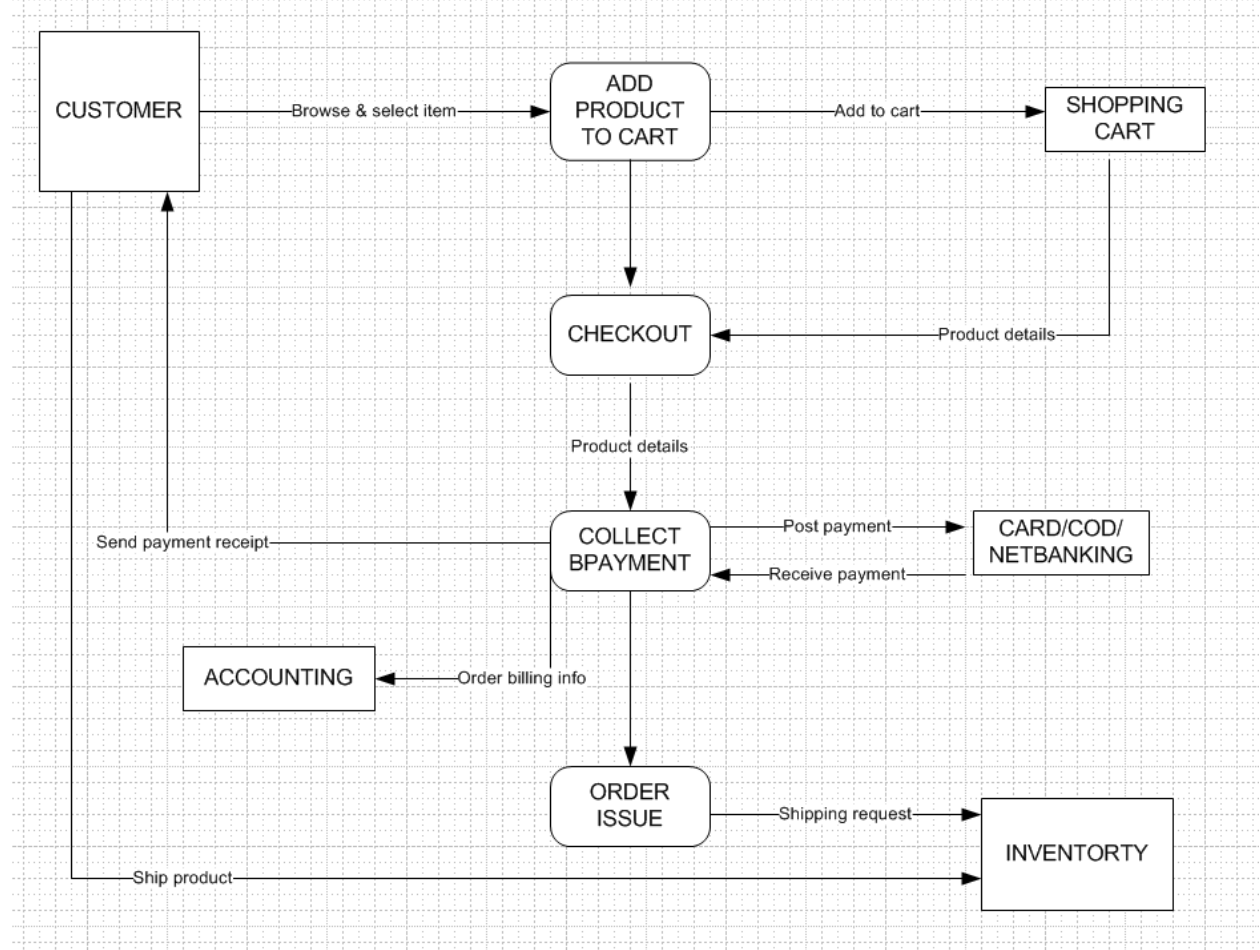 CUSTOMER
Browse & select item
ADD
PRODUCT
TO CART
Add to cart
SHOPPING
CART
CHECKOUT
Product details
Product details
COLLECT
BPAYMENT
Post payment
CARD/COD/
NETBANKING
Send payment receipt
Receive payment
ACCOUNTING
Order billing info
ORDER
ISSUE
Shipping request
INVENTORTY
Ship product